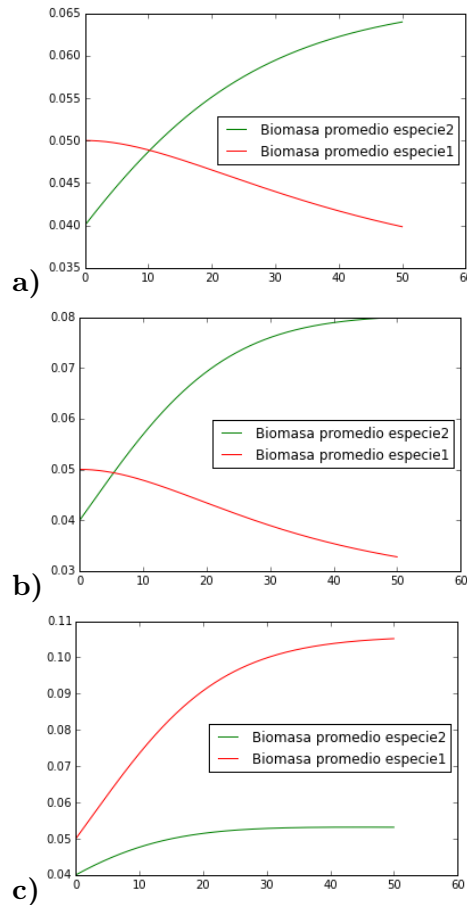 0.065
0.060
0.055
0.050
0.045
0.040
0.035
Biomasa promedio especie2
Biomasa promedio especie1
0 10 20 30 40 50 60
a)
0.08
0.07
0.06
0.05
0.04
0.03
Biomasa promedio especie2
Biomasa promedio especie1
0 10 20 30 40 50 60
b)
0.11
0.10
0.09
0.08
0.07
0.06
0.05
0.04
Biomasa promedio especie2
Biomasa promedio especie1
0 10 20 30 40 50 60
c)